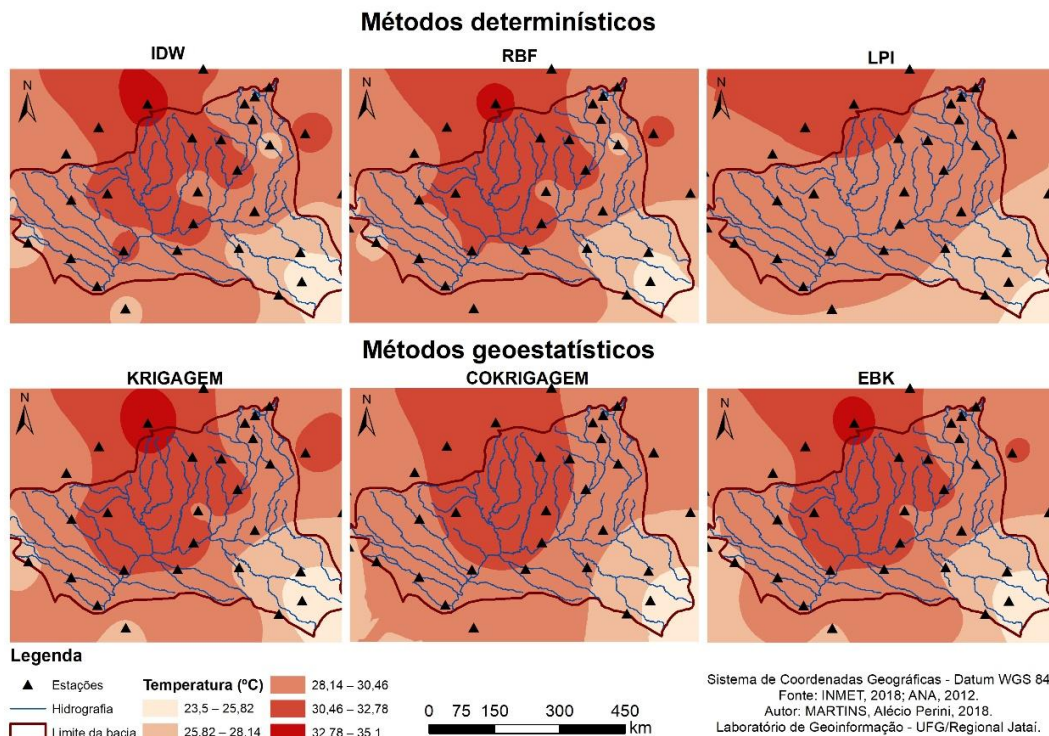 Métodos determinísticos
IDW
RBF
LPI
N
N
N
Métodos geoestatísticos
KRIGAGEM
COKRIGAGEM
EBK
N
N
N
Legenda
Estações
Hidrografia
Limite da bacia
Temperatura (ºC)
23,5 – 25,82
25,82 – 28,14
28,14 – 30,46
30,46 – 32,78
32,78 – 35,1
0 75 150 300 450
km
Sistema de Coordenadas Geográficas - Datum WGS 84
Fonte: INMET, 2018; ANA, 2012.
Autor: MARTINS, Alécio Perini, 2018.
Laboratório de Geoinformação - UFG/Regional Jataí.